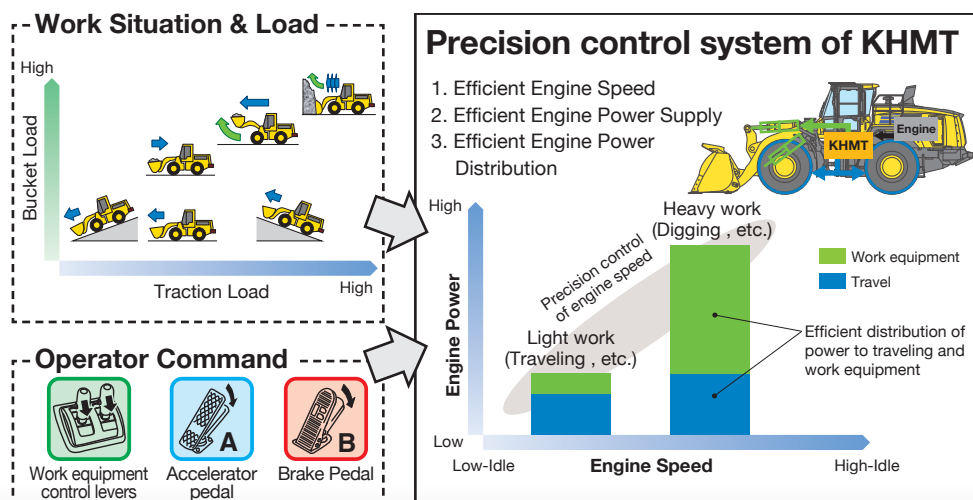 Work Situation & Load
High
Bucket Load
Traction Load
High
Operator Command
A
B
Work equipment
control levers
Accelerator
pedal
Brake Pedal
Precision control system of KHMT
1. Efficient Engine Speed
2. Efficient Engine Power Supply
3. Efficient Engine Power
Distribution
Engine
KHMT
High
Engine Power
Low
Heavy work
(Digging , etc.)
Precision control
of engine speed
Light work
(Traveling , etc.)
Work equipment
Travel
Efficient distribution of
power to traveling and
work equipment
Low-Idle
Engine Speed
High-Idle